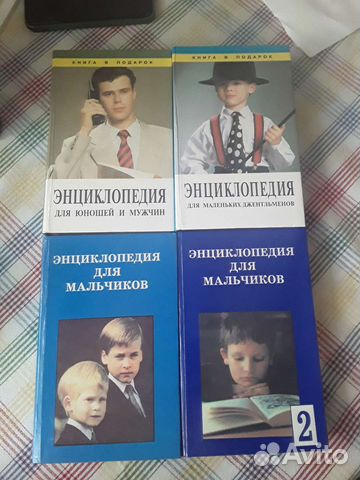 КНИГА В ПОДАРОК
ЭНЦИКЛОПЕДИЯ
ДЛЯ ЮНОШЕЙ И МУЖЧИН
КНИГА В ПОДАРОК
ЭНЦИКЛОПЕДИЯ
ДЛЯ МАЛЕНЬКИХ ДЖЕНТЛЬМЕНОВ
ЭНЦИКЛОПЕДИЯ
ДЛЯ
МАЛЬЧИКОВ
ЭНЦИКЛОПЕДИЯ
ДЛЯ
МАЛЬЧИКОВ
2
Avito